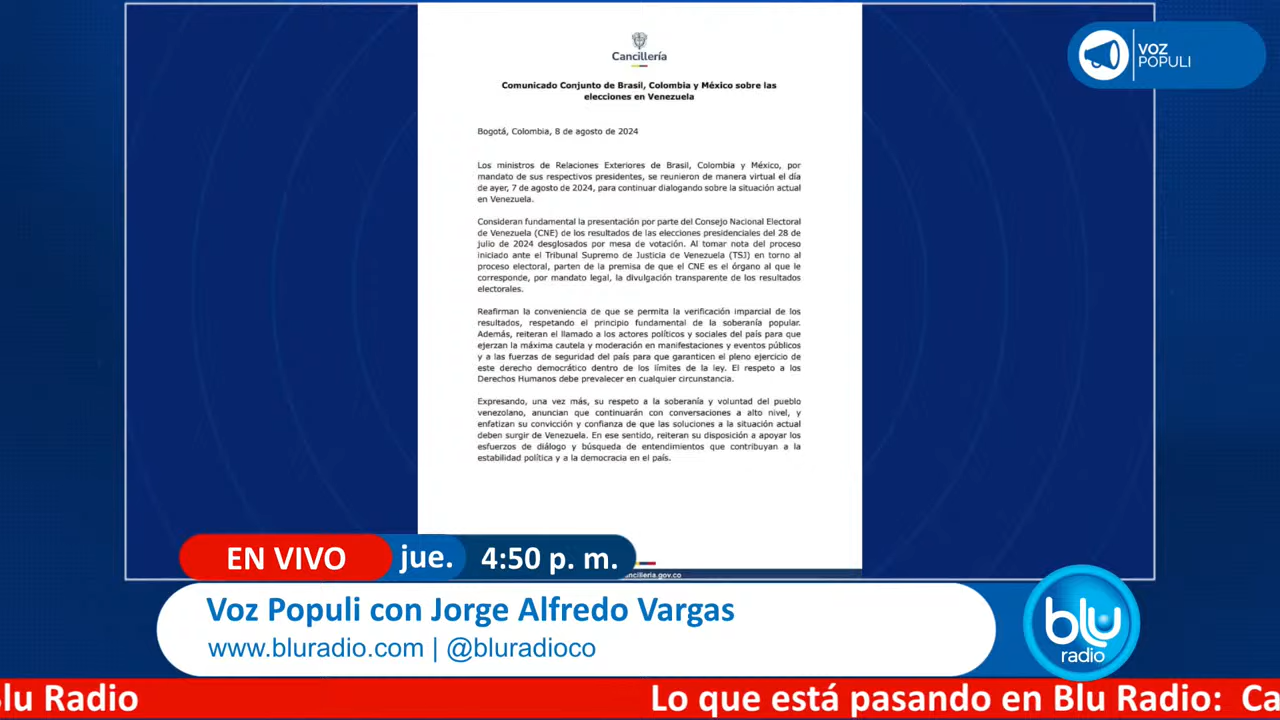 Cancillería
Comunicado Conjunto de Brasil, Colombia y México sobre las
elecciones en Venezuela
Bogotá, Colombia, 8 de agosto de 2024
Los ministros de Relaciones Exteriores de Brasil, Colombia y México, por
mandato de sus respectivos presidentes, se reunieron de manera virtual el día
de ayer, 7 de agosto de 2024, para continuar dialogando sobre la situación actual
en Venezuela.
Consideran fundamental la presentación por parte del Consejo Nacional Electoral
de Venezuela (CNE) de los resultados de las elecciones presidenciales del 28 de
julio de 2024 desglosados por mesa de votación. Al tomar nota del proceso
iniciado ante el Tribunal Supremo de Justicia de Venezuela (TSJ) en torno al
proceso electoral, parten de la premisa de que el CNE es el órgano al que le
corresponde, por mandato legal, la divulgación transparente de los resultados
electorales.
Reafirman la conveniencia de que se permita la verificación imparcial de los
resultados, respetando el principio fundamental de la soberanía popular.
Además, reiteran el llamado a los actores políticos y sociales del país para que
ejerzan la máxima cautela y moderación en manifestaciones y eventos públicos
y a las fuerzas de seguridad del país para que garanticen el pleno ejercicio de
este derecho democrático dentro de los límites de la ley. El respeto a los
Derechos Humanos debe prevalecer en cualquier circunstancia.
Expresando, una vez más, su respeto a la soberanía y voluntad del pueblo
venezolano, anuncian que continuarán con conversaciones a alto nivel, y
enfatizan su convicción y confianza de que las soluciones a la situación actual
deben surgir de Venezuela. En ese sentido, reiteran su disposición a apoyar los
esfuerzos de diálogo y búsqueda de entendimientos que contribuyan a la
estabilidad política y a la democracia en el país.
ancilleria.gov.co
VOZ
POPULI
EN VIVO jue. 4:50 p. m.
Voz Populi con Jorge Alfredo Vargas
www.bluradio.com | @bluradioco
blu
radio
Blu Radio Lo que está pasando en Blu Radio: Ca